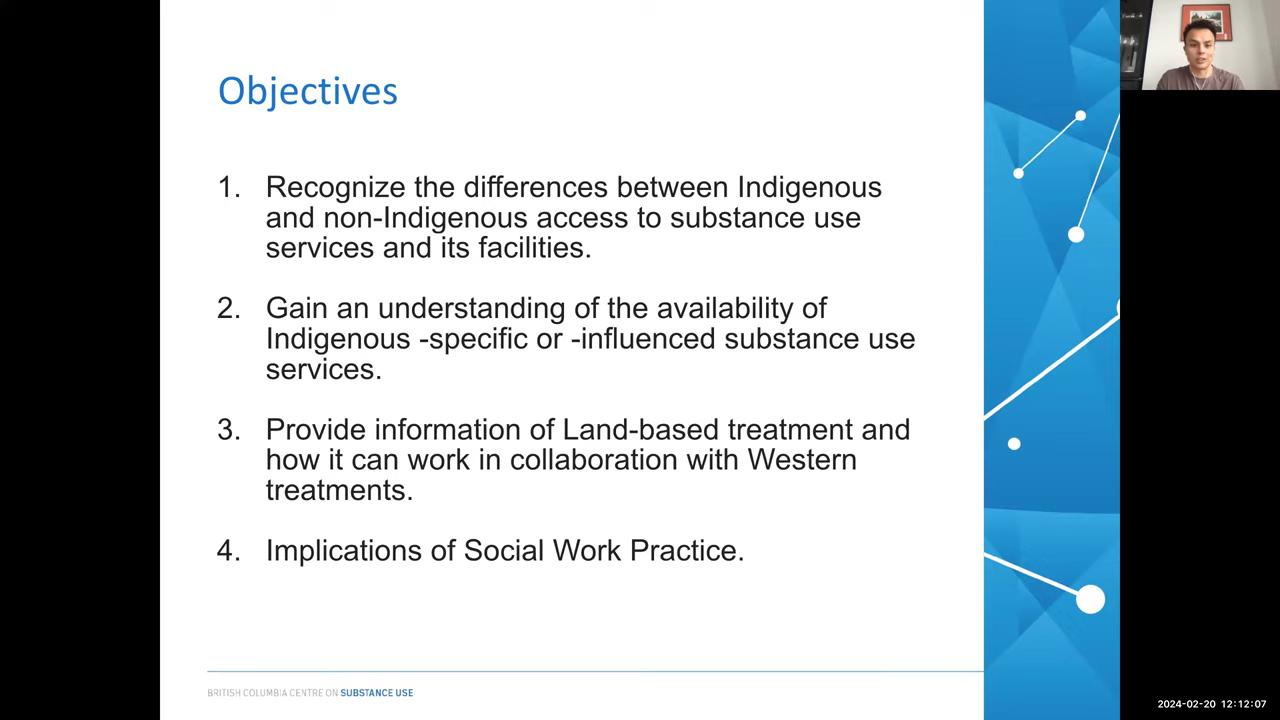 Objectives
1. Recognize the differences between Indigenous
and non-Indigenous access to substance use
services and its facilities.
2. Gain an understanding of the availability of
Indigenous -specific or -influenced substance use
services.
3. Provide information of Land-based treatment and
how it can work in collaboration with Western
treatments.
4. Implications of Social Work Practice.
BRITISH COLUMBIA CENTRE ON SUBSTANCE USE
2024-02-20 12:12:07